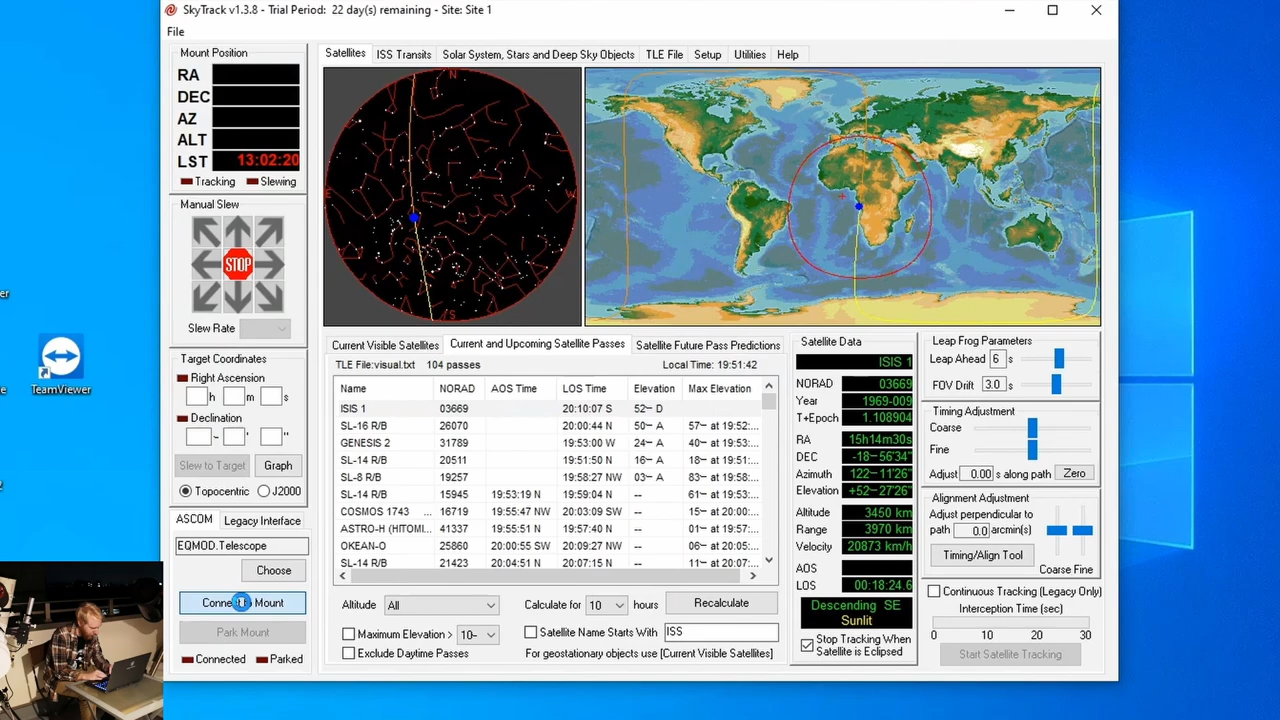 SkyTrack v1.3.8 - Trial Period: 22 day(s) remaining - Site: Site 1
File
Mount Position
RA
DEC
AZ
ALT
LST 13:02:20
Tracking Slewing
Manual Slew
STOP
Slew Rate
Target Coordinates
Right Ascension
h m s
Declination
~ ' "
Slew to Target Graph
Topocentric J2000
ASCOM Legacy Interface
EQMOD.Telescope
Choose
Connect to Mount
Park Mount
Connected Parked
Satellites ISS Transits Solar System, Stars and Deep Sky Objects TLE File Setup Utilities Help
N
E W
S
Current Visible Satellites Current and Upcoming Satellite Passes Satellite Future Pass Predictions
TLE File:visual.txt 104 passes Local Time: 19:51:42
Name NORAD AOS Time LOS Time Elevation Max Elevation
ISIS 1 03669 20:10:07 S 52~ D
SL-16 R/B 26070 20:00:44 N 50~ A 57~ at 19:52:...
GENESIS 2 31789 19:53:00 W 24~ A 40~ at 19:53:...
SL-14 R/B 20511 19:51:50 N 16~ A 18~ at 19:51:...
SL-8 R/B 19257 19:58:27 NW 03~ A 83~ at 19:58:...
SL-14 R/B 15945 19:53:19 N 19:59:04 N -- 61~ at 19:53:...
COSMOS 1743 ... 16719 19:55:47 NW 20:03:09 SW -- 15~ at 20:00:...
ASTRO-H (HITOMI... 41337 19:55:51 N 19:57:40 N -- 01~ at 19:57:...
OKEAN-O 25860 20:00:55 SW 20:09:27 NW -- 06~ at 20:05:...
SL-14 R/B 21423 20:04:51 N 20:07:15 N -- 11~ at 20:07:...
Altitude All Calculate for 10 hours Recalculate
Maximum Elevation > 10~ Satellite Name Starts With ISS
Exclude Daytime Passes For geostationary objects use [Current Visible Satellites]
Satellite Data
ISIS 1
NORAD 03669
Year 1969-009
T+Epoch 1.108904
RA 15h14m30s
DEC -18~56'34"
Azimuth 122~11'26"
Elevation +52~27'26"
Altitude 3450 km
Range 3970 km
Velocity 20873 km/h
AOS
LOS 00:18:24.6
Descending SE
Sunlit
Stop Tracking When
Satellite is Eclipsed
Leap Frog Parameters
Leap Ahead 6 s
FOV Drift 3.0 s
Timing Adjustment
Coarse
Fine
Adjust 0.00 s along path Zero
Alignment Adjustment
Adjust perpendicular to
path 0.0 arcmin(s)
Timing/Align Tool
Coarse Fine
Continuous Tracking (Legacy Only)
Interception Time (sec)
0 10 20 30
Start Satellite Tracking
TeamViewer